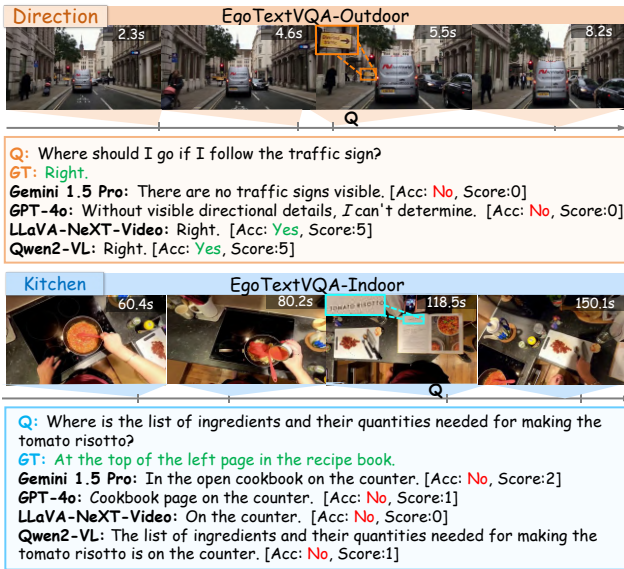 Direction
EgoTextVQA-Outdoor
2.3s
4.6s
5.5s
8.2s
Q
Q: Where should I go if I follow the traffic sign?
GT: Right.
Gemini 1.5 Pro: There are no traffic signs visible. [Acc: No, Score:0]
GPT-4o: Without visible directional details, I can't determine. [Acc: No, Score:0]
LLaVA-NeXT-Video: Right. [Acc: Yes, Score:5]
Qwen2-VL: Right. [Acc: Yes, Score:5]
Kitchen
EgoTextVQA-Indoor
60.4s
80.2s
TOMATO RISOTTO
118.5s
150.1s
Q
Q: Where is the list of ingredients and their quantities needed for making the
tomato risotto?
GT: At the top of the left page in the recipe book.
Gemini 1.5 Pro: In the open cookbook on the counter. [Acc: No, Score:2]
GPT-4o: Cookbook page on the counter. [Acc: No, Score:1]
LLaVA-NeXT-Video: On the counter. [Acc: No, Score:0]
Qwen2-VL: The list of ingredients and their quantities needed for making the
tomato risotto is on the counter. [Acc: No, Score:1]